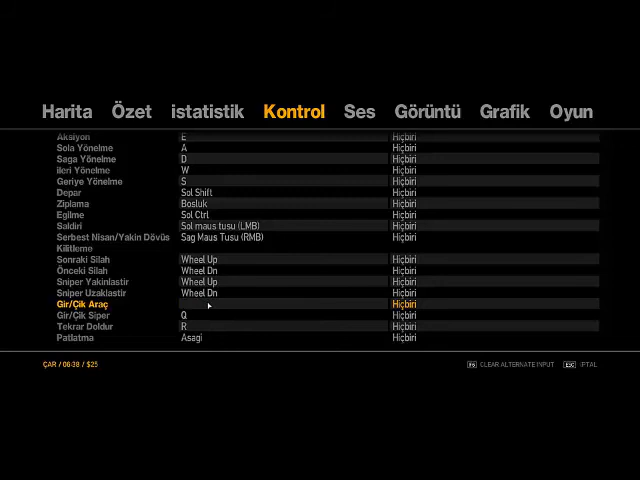 Harita Özet istatistik Kontrol Ses Görüntü Grafik Oyun
Aksiyon E Hiçbiri
Sola Yönelme A Hiçbiri
Saga Yönelme D Hiçbiri
ileri Yönelme W Hiçbiri
Geriye Yönelme S Hiçbiri
Depar Sol Shift Hiçbiri
Ziplama Bosluk Hiçbiri
Egilme Sol Ctrl Hiçbiri
Saldiri Sol maus tusu (LMB) Hiçbiri
Serbest Nisan/Yakin Dövüs Sag Maus Tusu (RMB) Hiçbiri
Kilitleme
Sonraki Silah Wheel Up Hiçbiri
Önceki Silah Wheel Dn Hiçbiri
Sniper Yakinlastir Wheel Up Hiçbiri
Sniper Uzaklastir Wheel Dn Hiçbiri
Gir/Çik Araç Hiçbiri
Gir/Çik Siper Q Hiçbiri
Tekrar Doldur R Hiçbiri
Patlatma Asagi Hiçbiri
ÇAR / 06:38 / $25 F5 CLEAR ALTERNATE INPUT ESC IPTAL